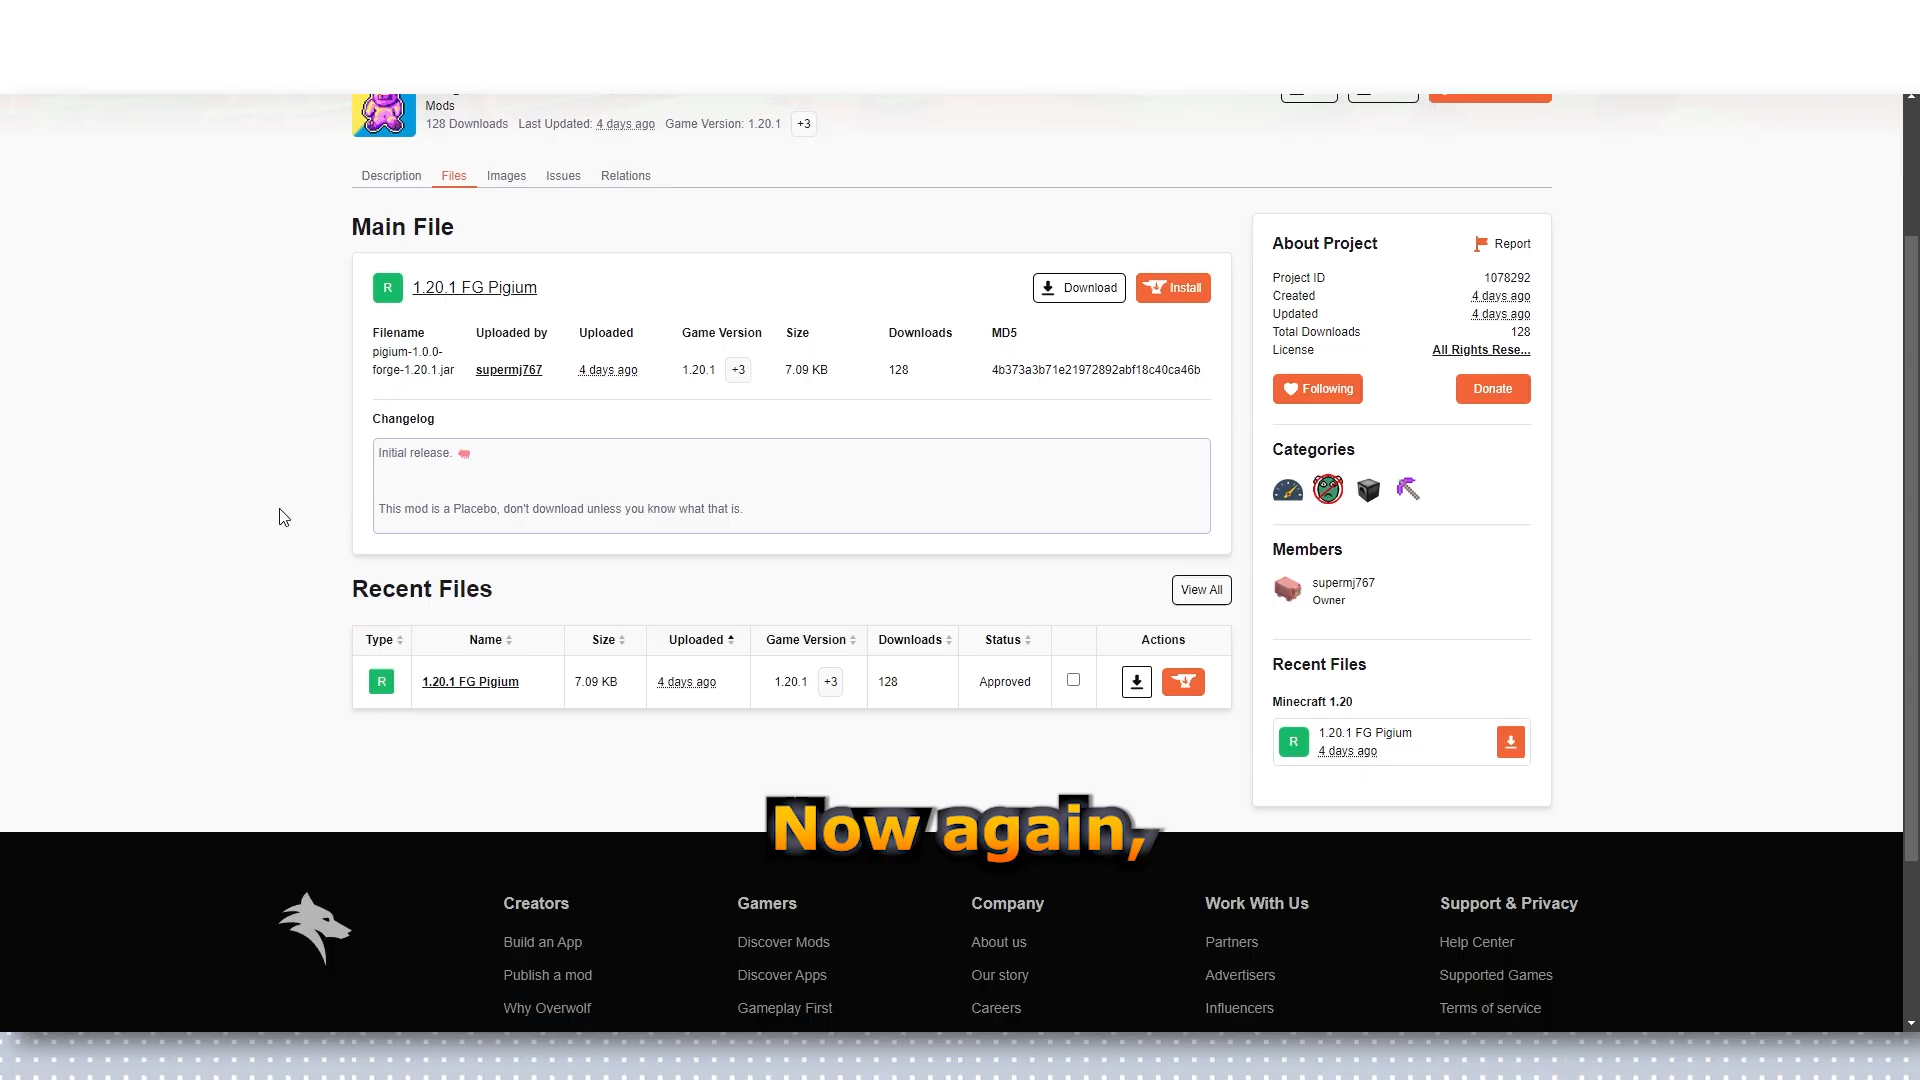 Mods
128 Downloads Last Updated: 4 days ago Game Version: 1.20.1 +3
Description Files Images Issues Relations
Main File
R 1.20.1 FG Pigium Download Install
Filename Uploaded by Uploaded Game Version Size Downloads MD5
pigium-1.0.0-
forge-1.20.1.jar supermj767 4 days ago 1.20.1 +3 7.09 KB 128 4b373a3b71e21972892abf18c40ca46b
Changelog
Initial release.
This mod is a Placebo, don't download unless you know what that is.
Recent Files View All
Type Name Size Uploaded Game Version Downloads Status Actions
R 1.20.1 FG Pigium 7.09 KB 4 days ago 1.20.1 +3 128 Approved
About Project Report
Project ID 1078292
Created 4 days ago
Updated 4 days ago
Total Downloads 128
License All Rights Rese...
Following Donate
Categories
Members
supermj767
Owner
Recent Files
Minecraft 1.20
R 1.20.1 FG Pigium
4 days ago
Now again,
Creators Gamers Company Work With Us Support & Privacy
Build an App Discover Mods About us Partners Help Center
Publish a mod Discover Apps Our story Advertisers Supported Games
Why Overwolf Gameplay First Careers Influencers Terms of service